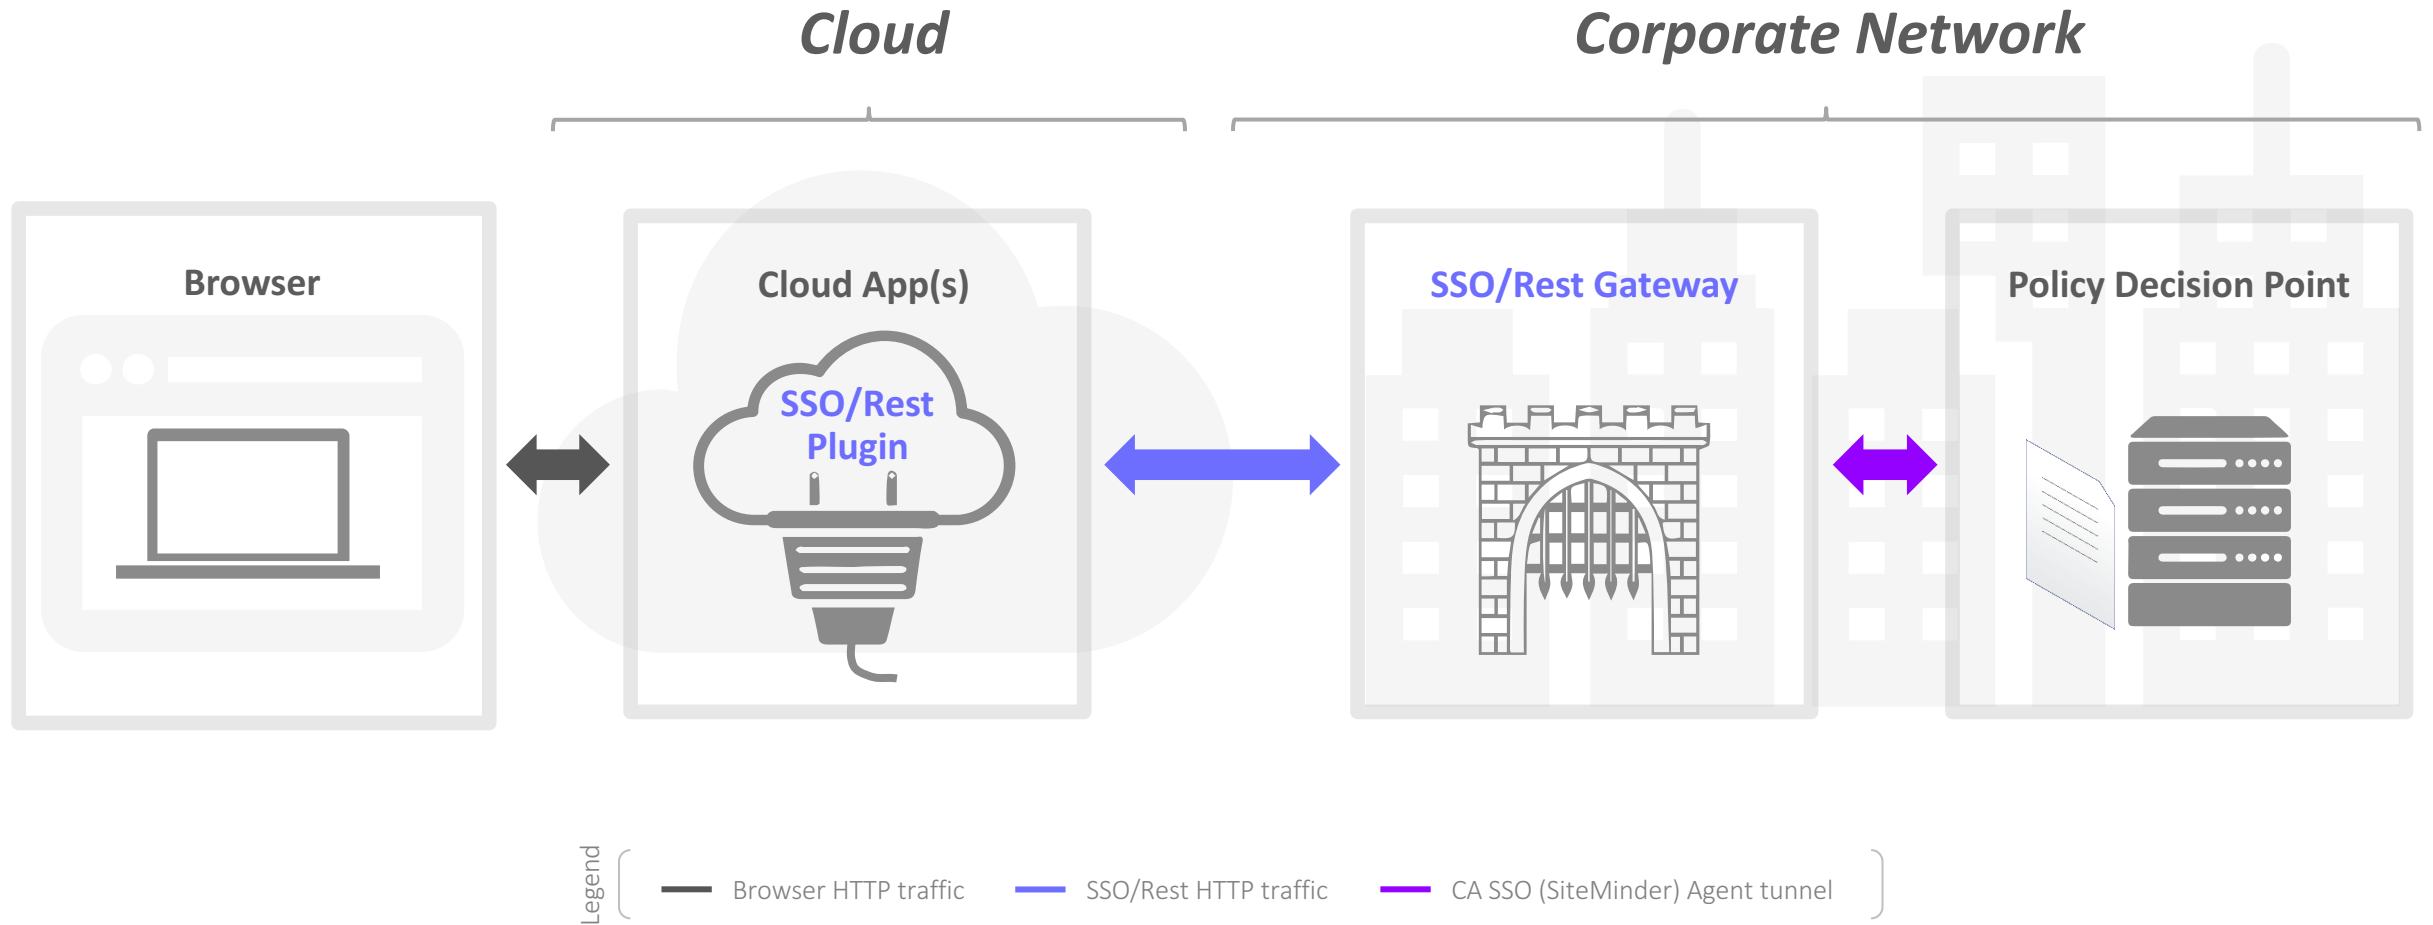 Cloud
Corporate Network
Browser
Cloud App(s)
SSO/Rest Gateway
Policy Decision Point
SSO/Rest
Plugin
Legend
Browser HTTP traffic
SSO/Rest HTTP traffic
CA SSO (SiteMinder) Agent tunnel